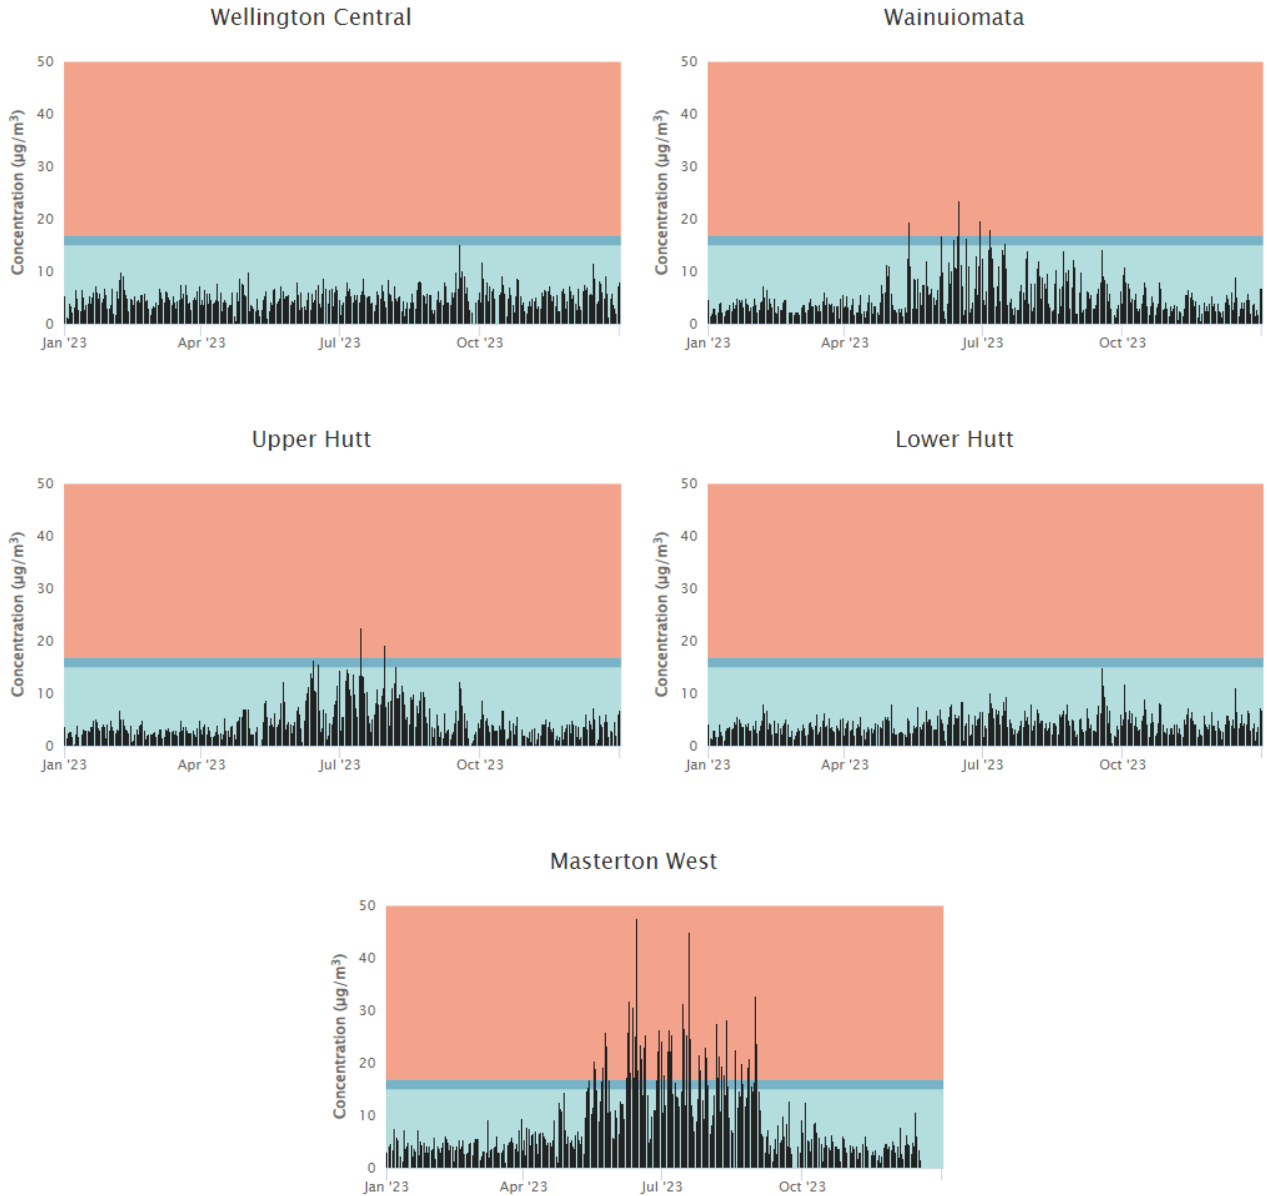 Wellington Central
Wainuiomata
50
40
30
20
10
0
Concentration (µg/m³)
Jan '23
Apr '23
Jul '23
Oct '23
50
40
30
20
10
0
Concentration (µg/m³)
Jan '23
Apr '23
Jul '23
Oct '23
Upper Hutt
Lower Hutt
50
40
30
20
10
0
Concentration (µg/m³)
Jan '23
Apr '23
Jul '23
Oct '23
50
40
30
20
10
0
Concentration (µg/m³)
Jan '23
Apr '23
Jul '23
Oct '23
Masterton West
50
40
30
20
10
0
Concentration (µg/m³)
Jan '23
Apr '23
Jul '23
Oct '23